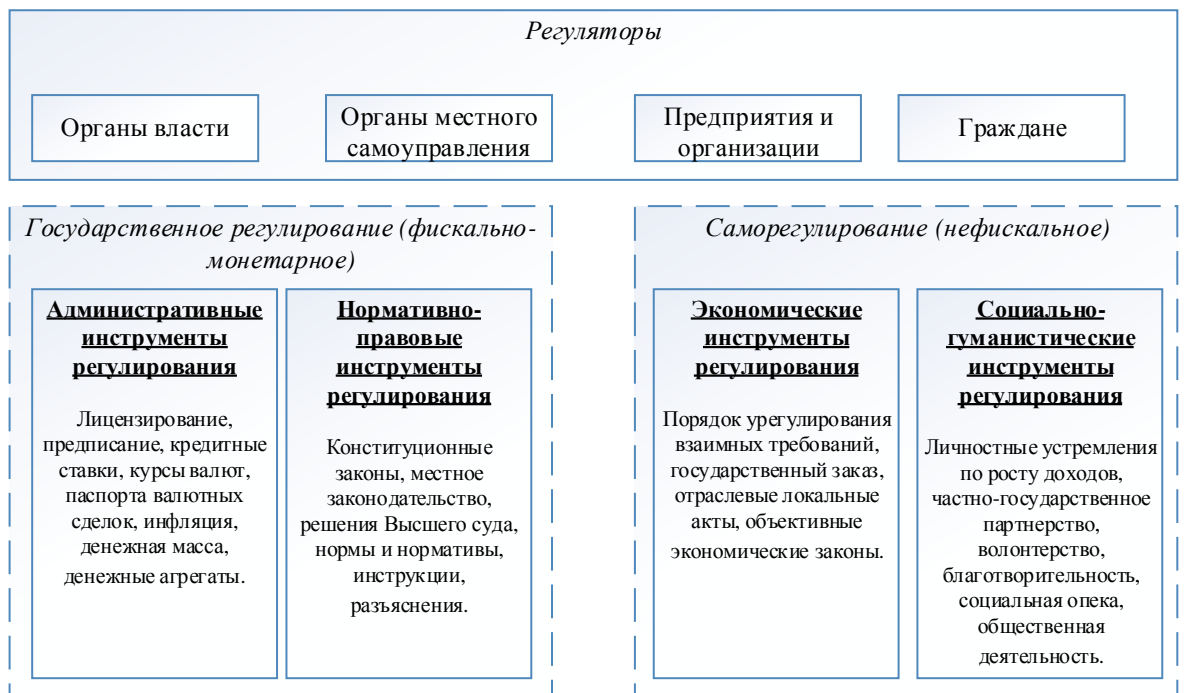 Регуляторы
Органы власти
Органы местного
самоуправления
Предприятия и
организации
Граждане
Государственное регулирование (фискально-
монетарное)
Административные
инструменты
регулирования
Лицензирование,
предписание, кредитные
ставки, курсы валют,
паспорта валютных
сделок, инфляция,
денежная масса,
денежные агрегаты.
Нормативно-
правовые
инструменты
регулирования
Конституционные
законы, местное
законодательство,
решения Высшего суда,
нормы и нормативы,
инструкции,
разъяснения.
Саморегулирование (нефискальное)
Экономические
инструменты
регулирования
Порядок урегулирования
взаимных требований,
государственный заказ,
отраслевые локальные
акты, объективные
экономические законы.
Социально-
гуманистические
инструменты
регулирования
Личностные устремления
по росту доходов,
частно-государственное
партнерство,
волонтерство,
благотворительность,
социальная опека,
общественная
деятельность.